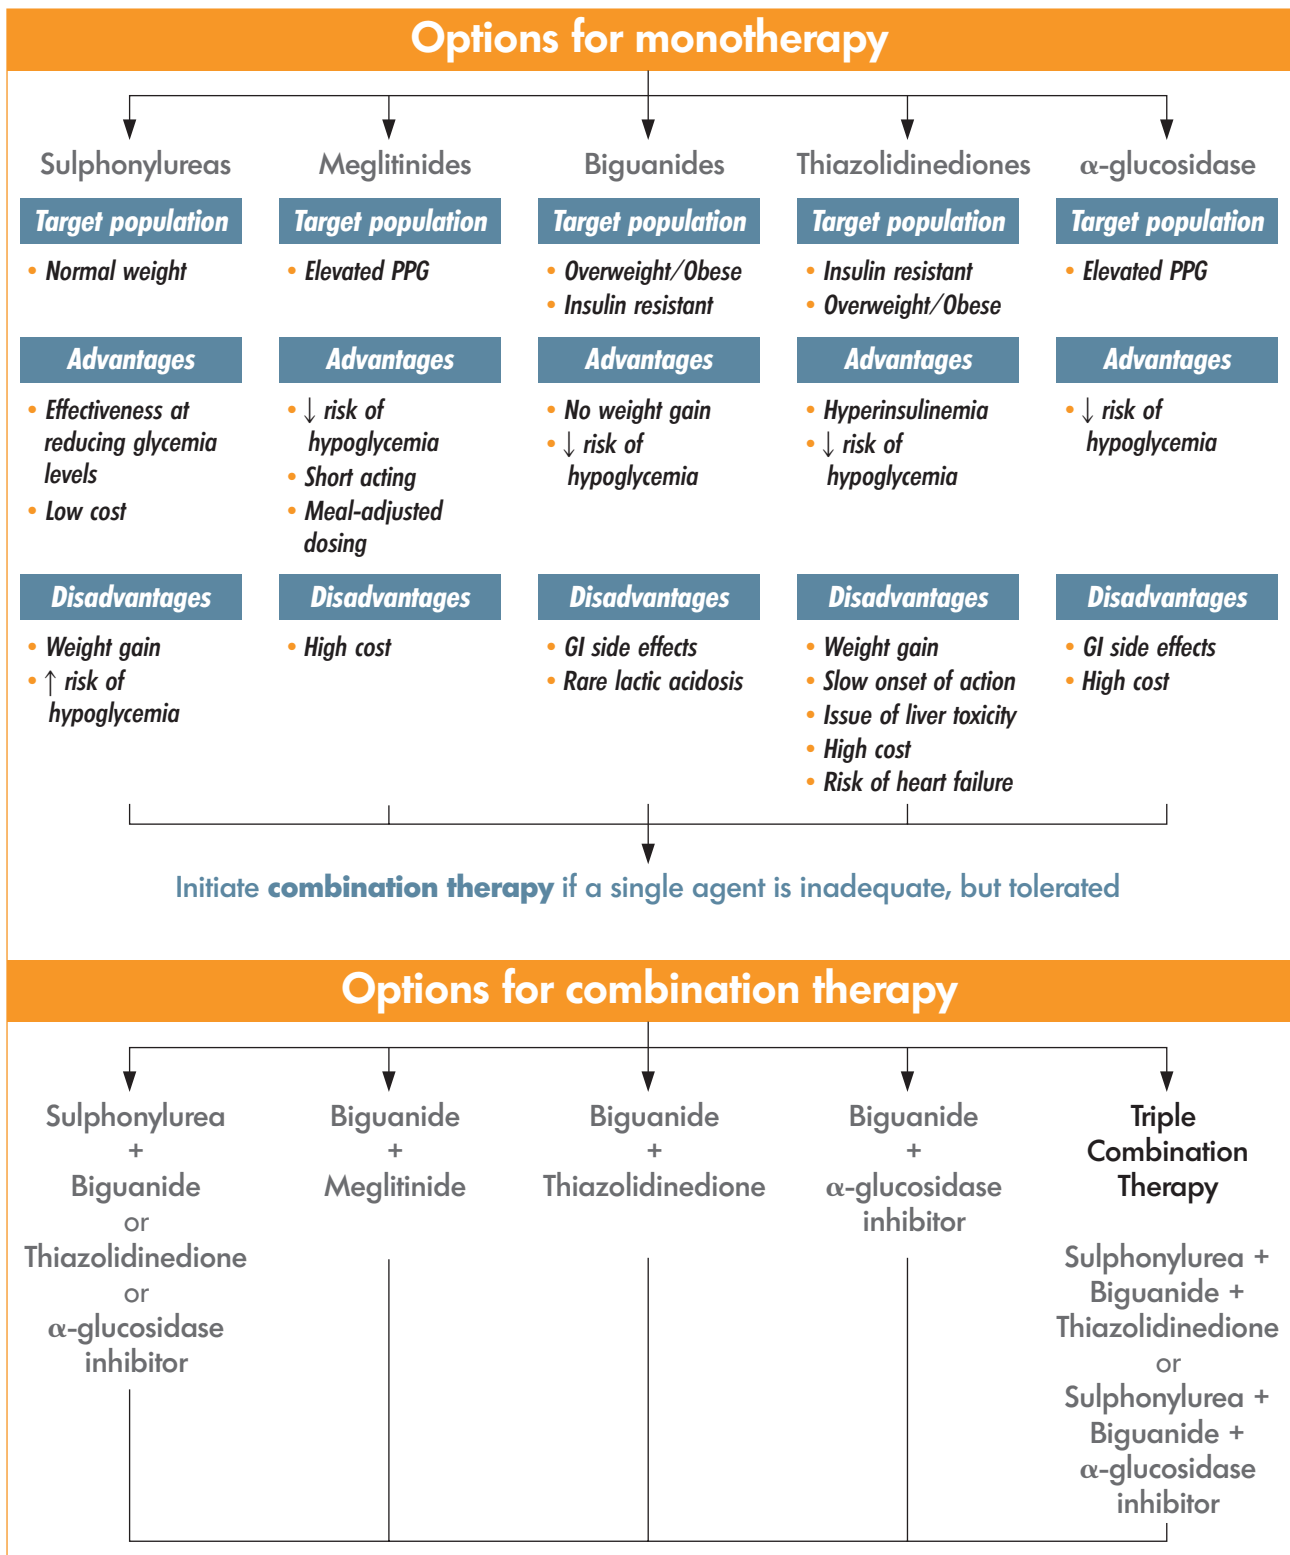 Options for monotherapy
Sulphonylureas
Target population
• Normal weight
Advantages
• Effectiveness at
reducing glycemia
levels
• Low cost
Disadvantages
• Weight gain
• ↑ risk of
hypoglycemia
Meglitinides
Target population
• Elevated PPG
Advantages
• ↓ risk of
hypoglycemia
• Short acting
• Meal-adjusted
dosing
Disadvantages
• High cost
Biguanides
Target population
• Overweight/Obese
• Insulin resistant
Advantages
• No weight gain
• ↓ risk of
hypoglycemia
Disadvantages
• GI side effects
• Rare lactic acidosis
Thiazolidinediones
Target population
• Insulin resistant
• Overweight/Obese
Advantages
• Hyperinsulinemia
• ↓ risk of
hypoglycemia
Disadvantages
• Weight gain
• Slow onset of action
• Issue of liver toxicity
• High cost
• Risk of heart failure
α-glucosidase
Target population
• Elevated PPG
Advantages
• ↓ risk of
hypoglycemia
Disadvantages
• GI side effects
• High cost
Initiate combination therapy if a single agent is inadequate, but tolerated
Options for combination therapy
Sulphonylurea
+
Biguanide
or
Thiazolidinedione
or
α-glucosidase
inhibitor
Biguanide
+
Meglitinide
Biguanide
+
Thiazolidinedione
Biguanide
+
α-glucosidase
inhibitor
Triple
Combination
Therapy
Sulphonylurea +
Biguanide +
Thiazolidinedione
or
Sulphonylurea +
Biguanide +
α-glucosidase
inhibitor